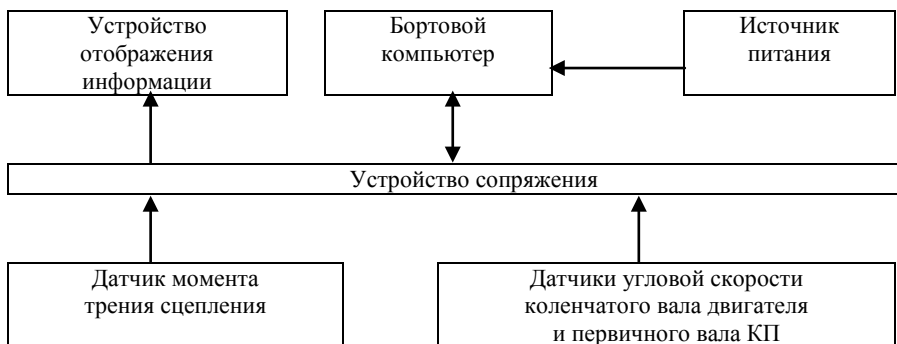 Устройство
отображения
информации
Бортовой
компьютер
Источник
питания
Устройство сопряжения
Датчик момента
трения сцепления
Датчики угловой скорости
коленчатого вала двигателя
и первичного вала КП